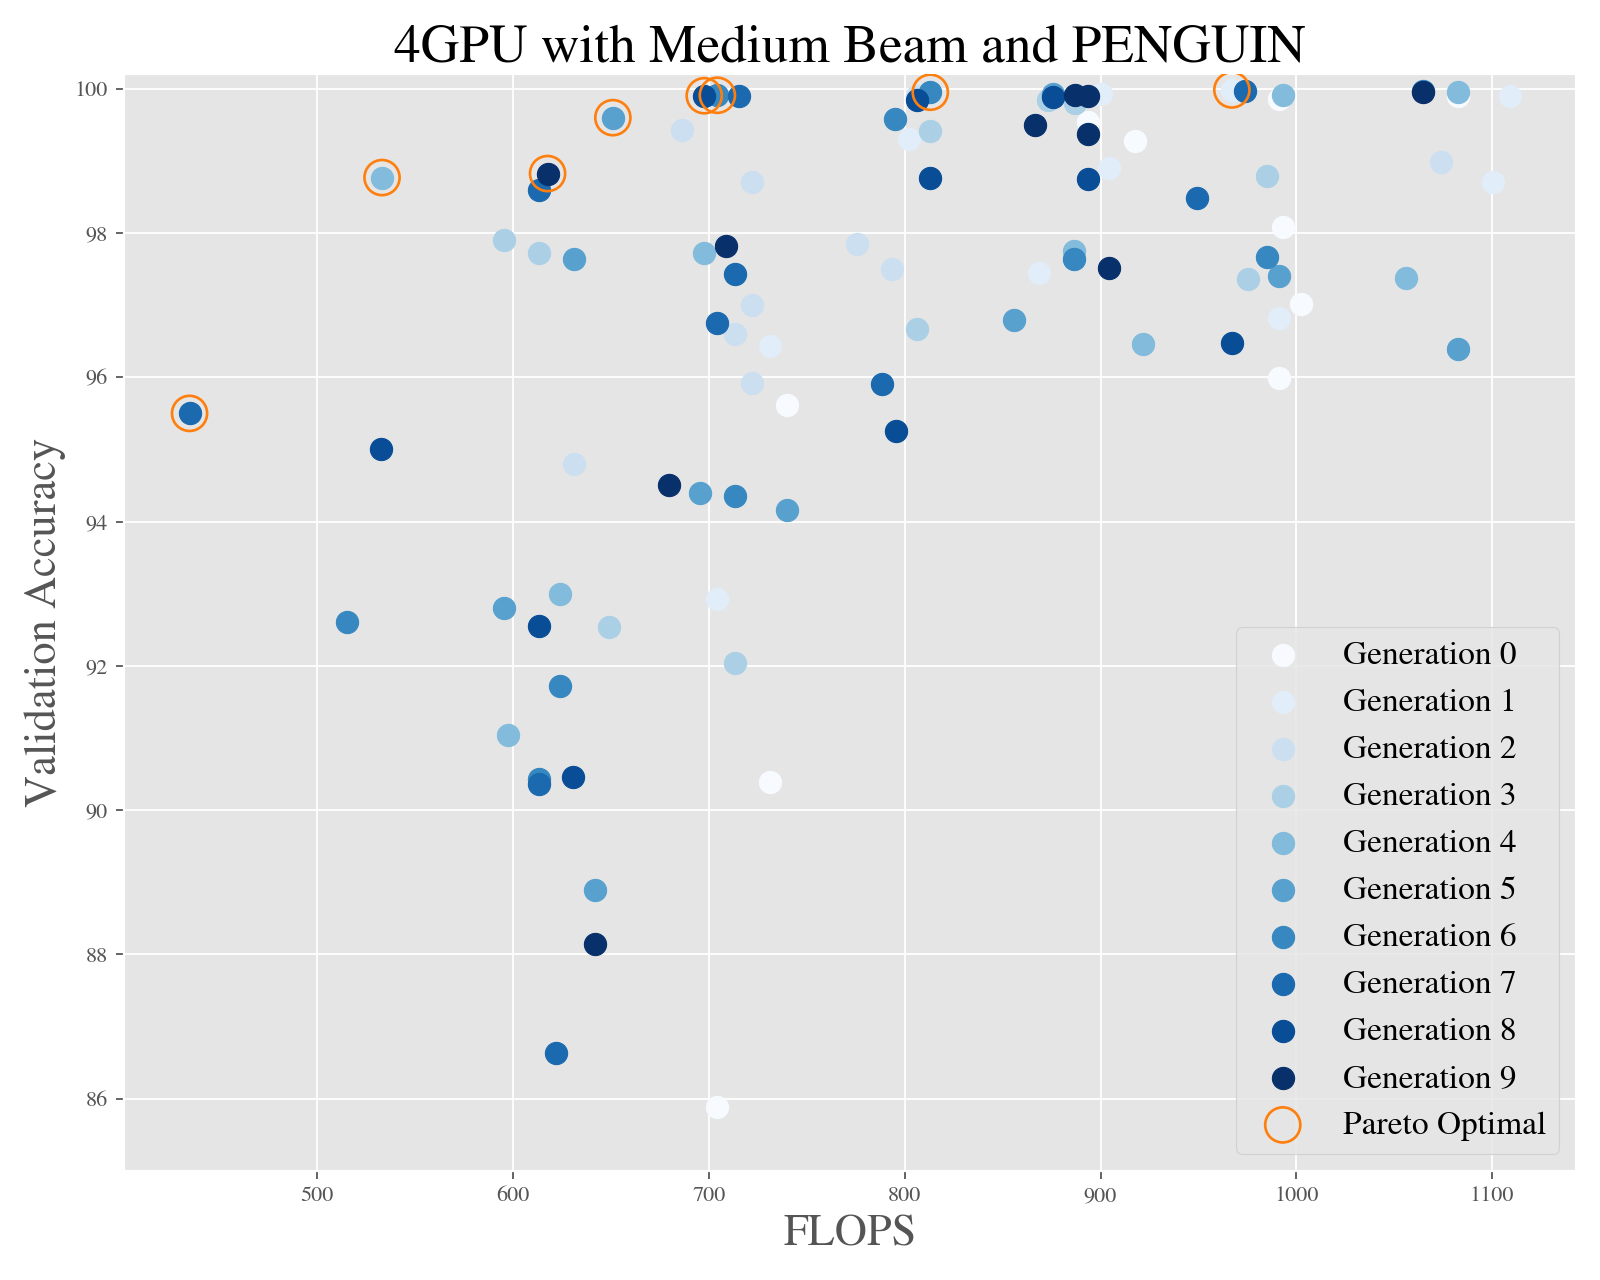 4GPU with Medium Beam and PENGUIN
Validation Accuracy
100
98
96
94
92
90
88
86
500
600
700
800
900
1000
1100
FLOPS
Generation 0
Generation 1
Generation 2
Generation 3
Generation 4
Generation 5
Generation 6
Generation 7
Generation 8
Generation 9
Pareto Optimal